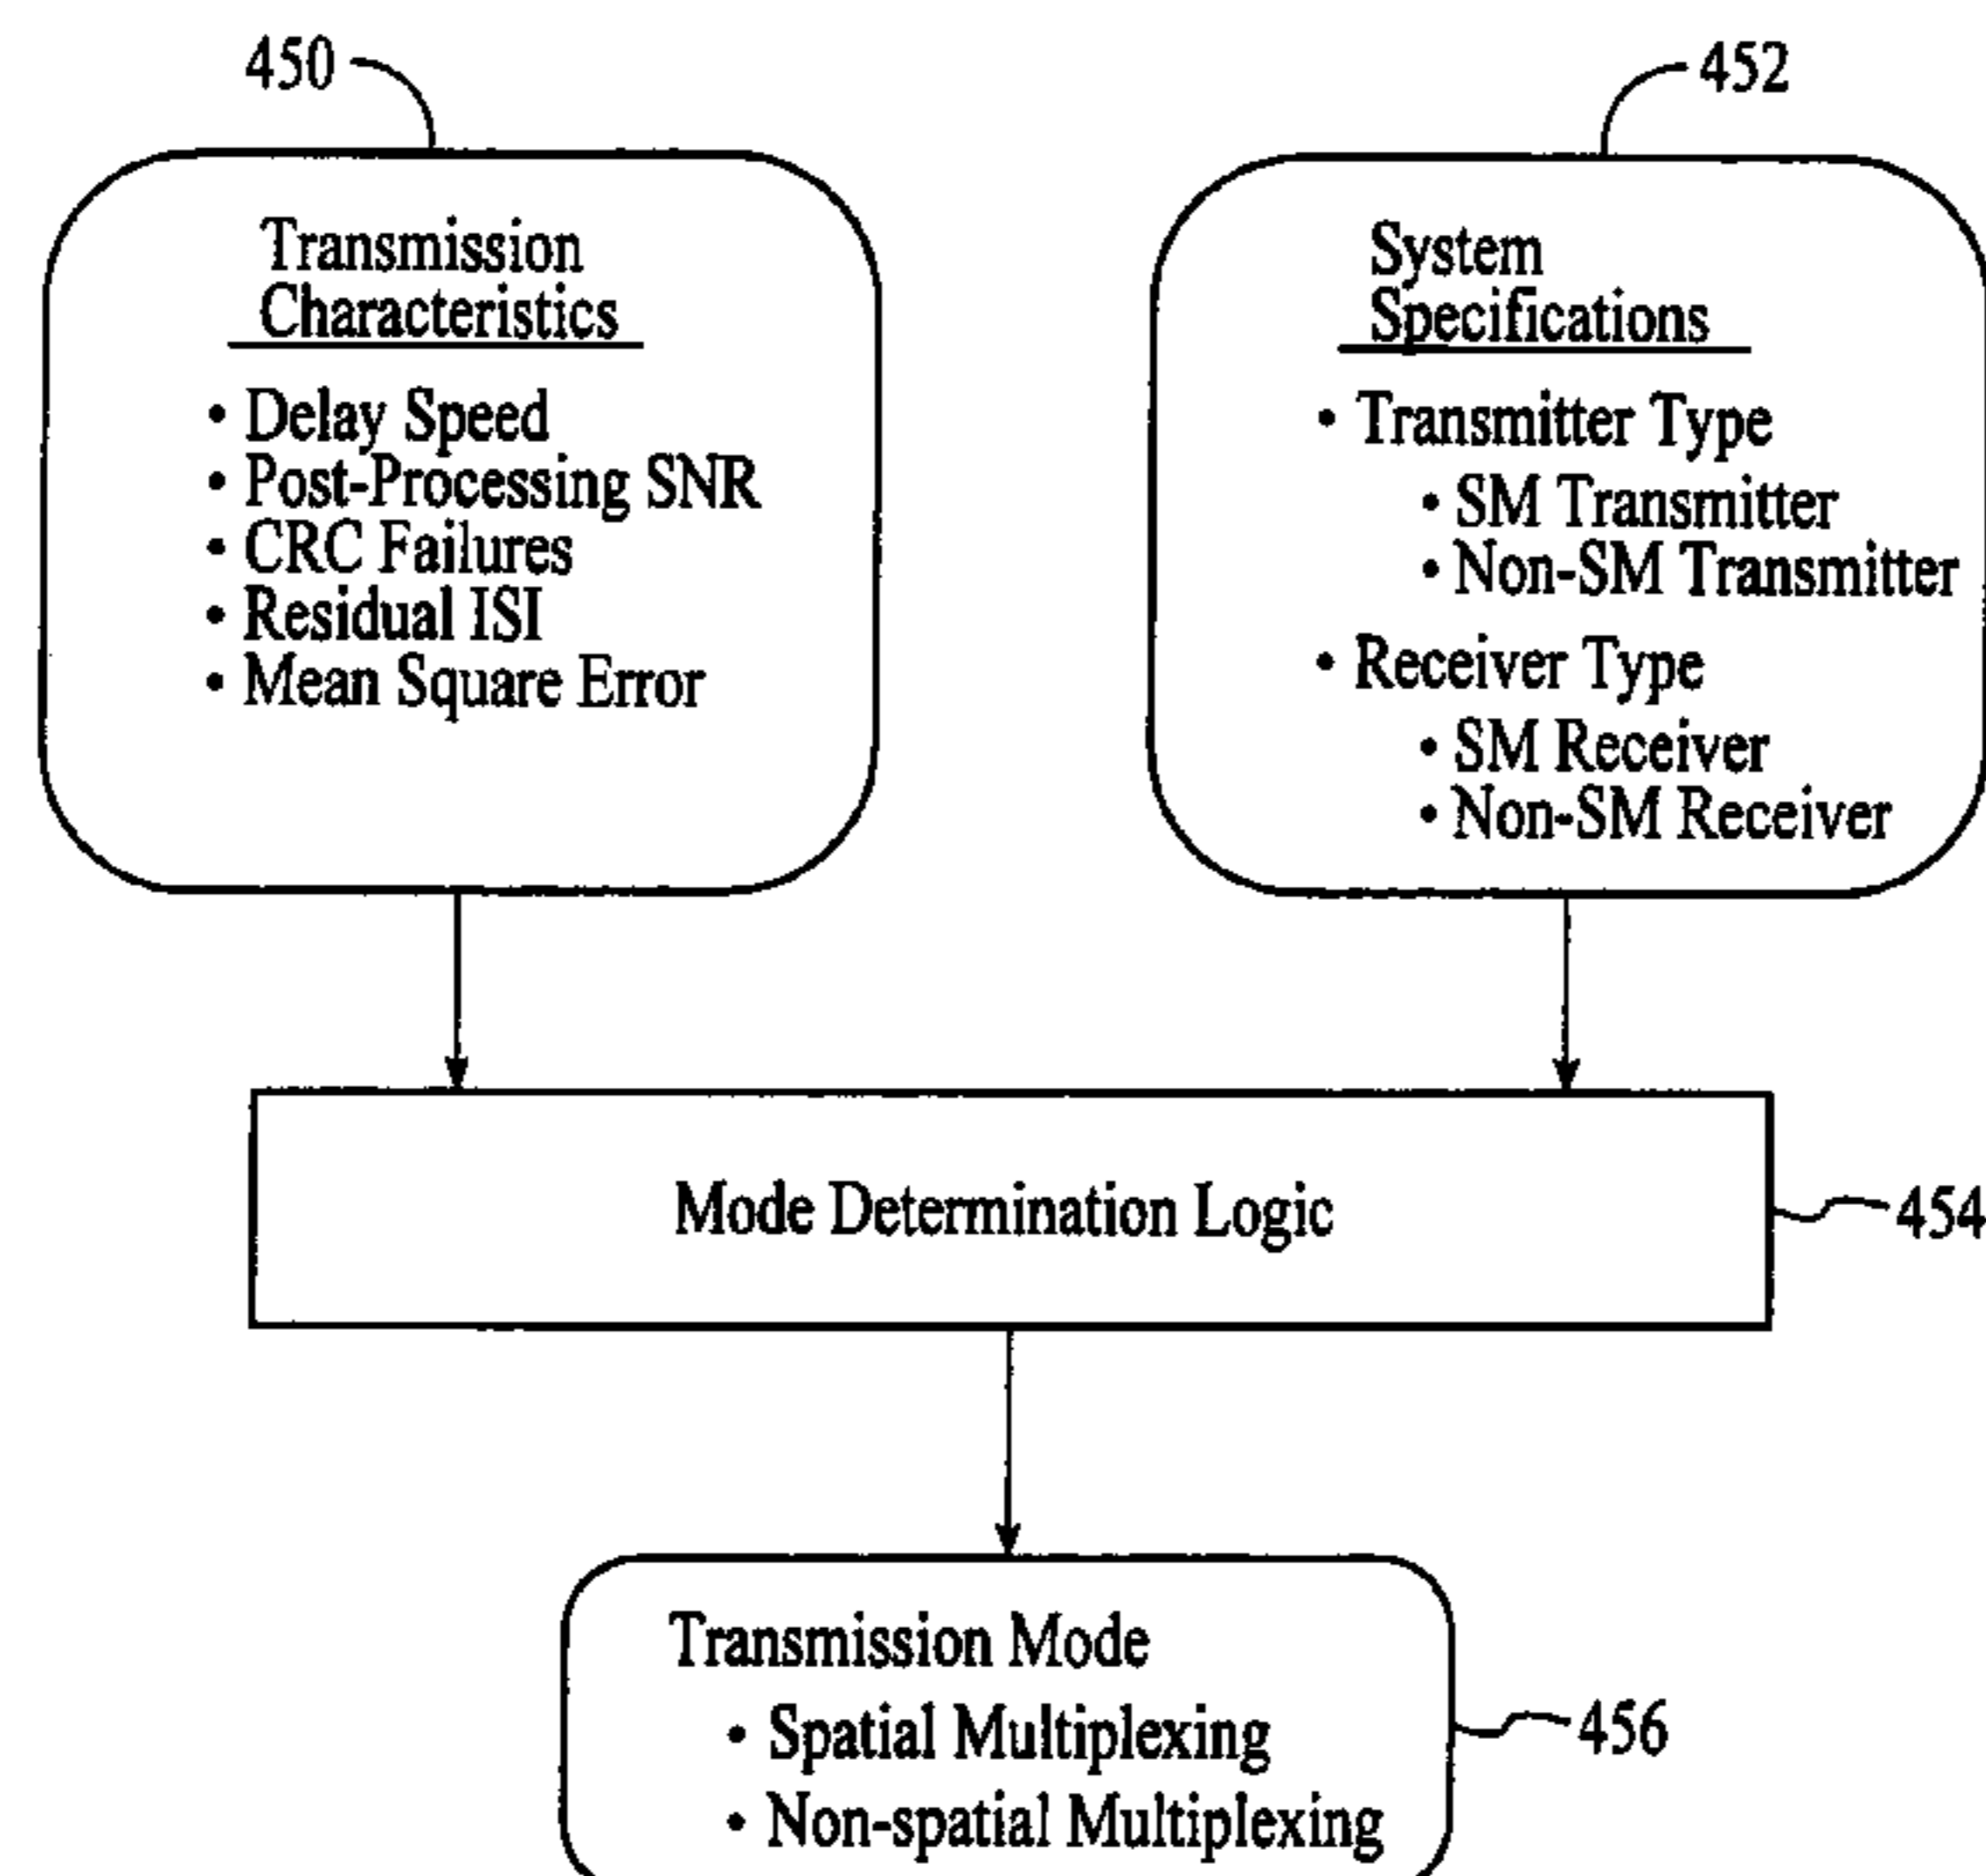 450
Transmission
Characteristics
• Delay Speed
• Post-Processing SNR
• CRC Failures
• Residual ISI
• Mean Square Error
452
System
Specifications
• Transmitter Type
• SM Transmitter
• Non-SM Transmitter
• Receiver Type
• SM Receiver
• Non-SM Receiver
Mode Determination Logic
454
Transmission Mode
• Spatial Multiplexing
• Non-spatial Multiplexing
456